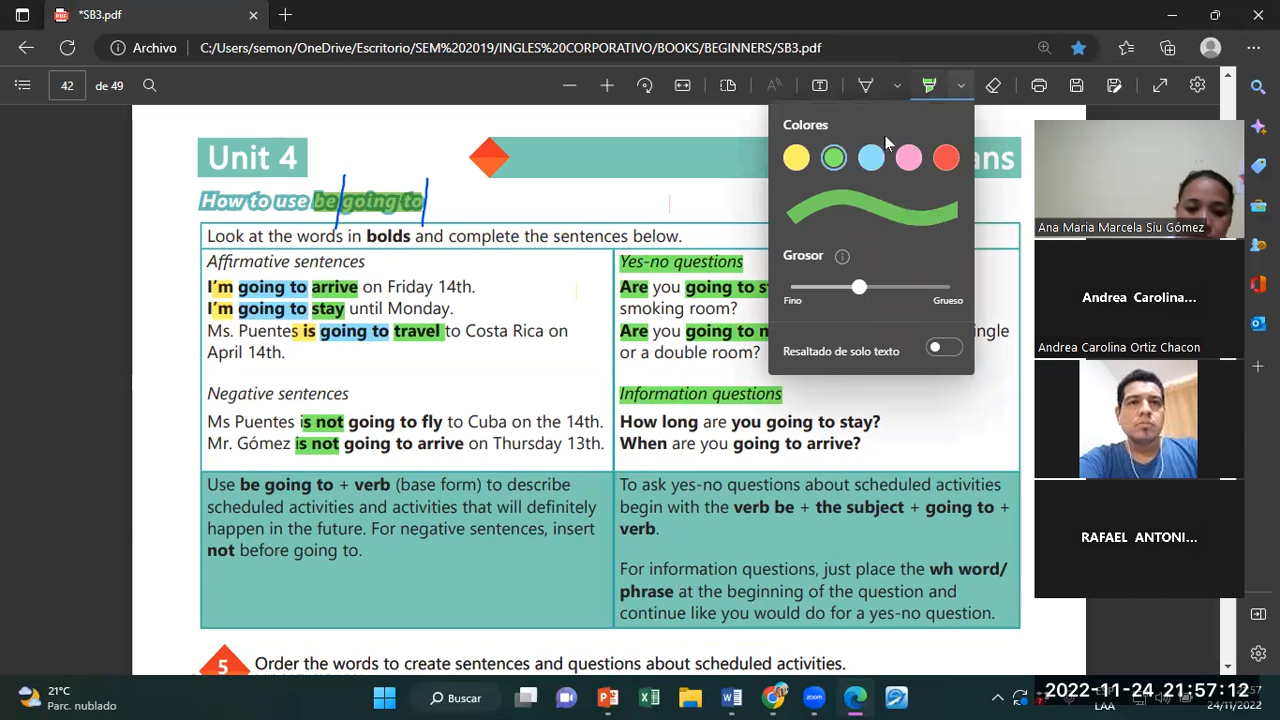 *SB3.pdf
Archivo
C:/Users/semon/OneDrive/Escritorio/SEM%202019/INGLES%20CORPORATIVO/BOOKS/BEGINNERS/SB3.pdf
42 de 49
Colores
Grosor
Fino
Grueso
Resaltado de solo texto
Unit 4
ans
How to use be going to
Look at the words in bolds and complete the sentences below.
Affirmative sentences
I'm going to arrive on Friday 14th.
I'm going to stay until Monday.
Ms. Puentes is going to travel to Costa Rica on
April 14th.
Negative sentences
Ms Puentes is not going to fly to Cuba on the 14th.
Mr. Gómez is not going to arrive on Thursday 13th.
Yes-no questions
Are you going to s
smoking room?
Are you going to ingle
or a double room?
Information questions
How long are you going to stay?
When are you going to arrive?
Use be going to + verb (base form) to describe
scheduled activities and activities that will definitely
happen in the future. For negative sentences, insert
not before going to.
To ask yes-no questions about scheduled activities
begin with the verb be + the subject + going to +
verb.
For information questions, just place the wh word/
phrase at the beginning of the question and
continue like you would do for a yes-no question.
5 Order the words to create sentences and questions about scheduled activities.
Ana Maria Marcela Siu Gómez
Andrea Carolina...
Andrea Carolina Ortiz Chacon
RAFAEL ANTONI...
21°C
Parc. nublado
Buscar
LAA
2022-11-24 21:57:12
24/11/2022